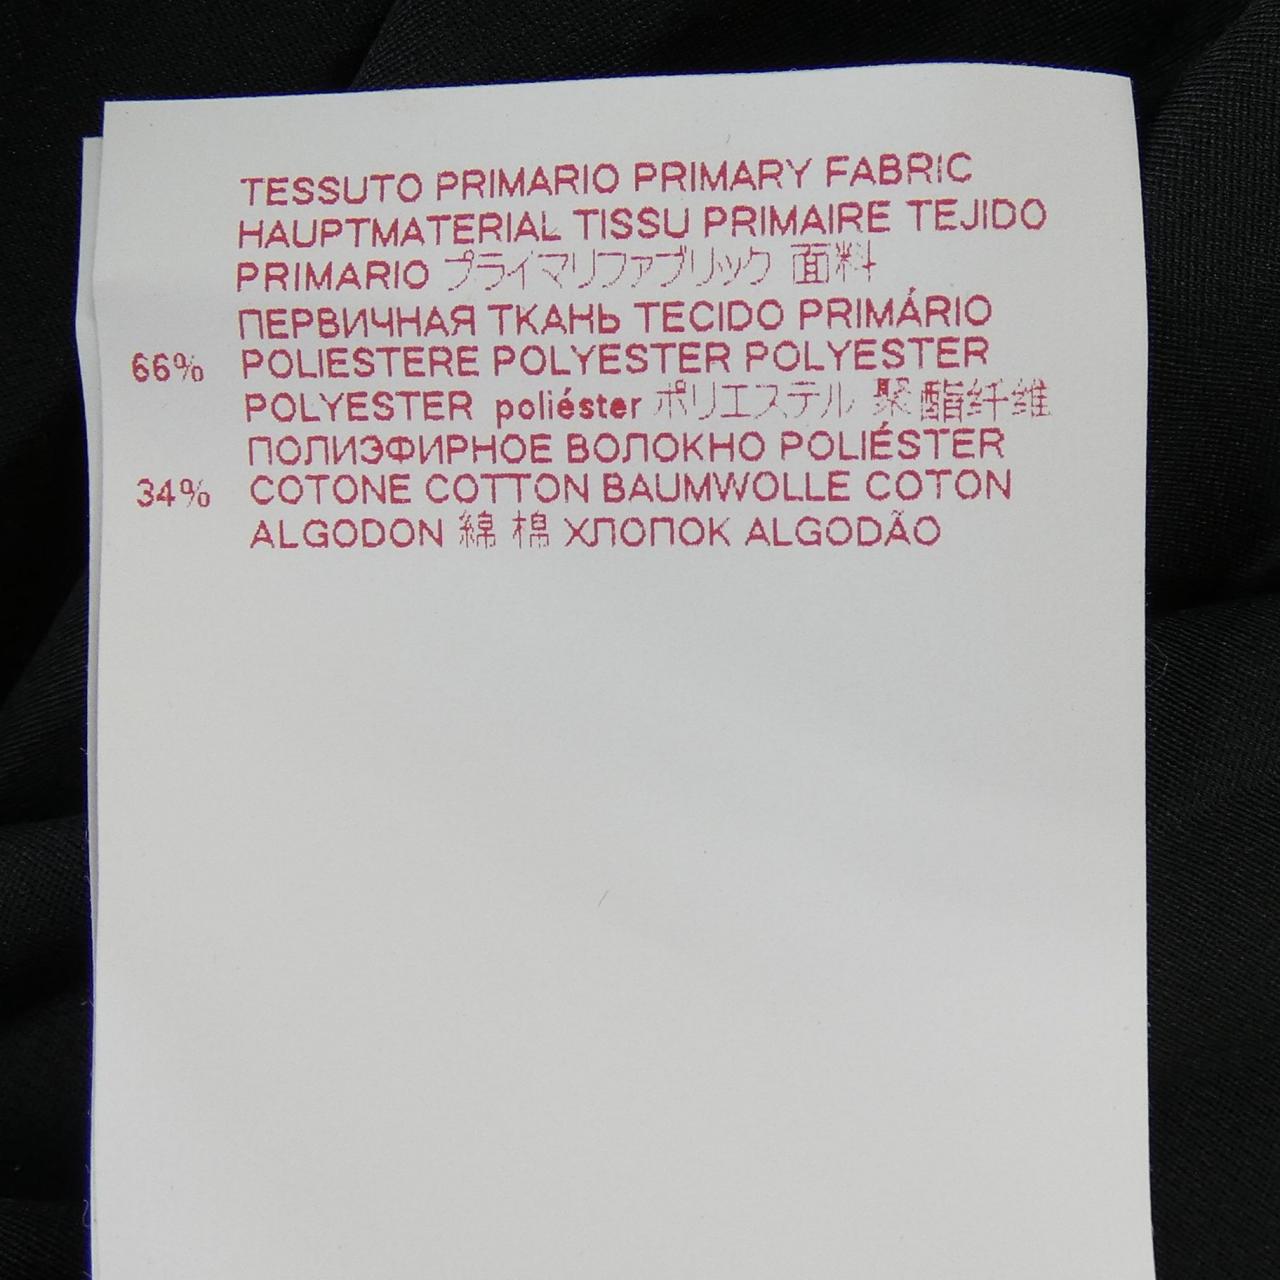 TESSUTO PRIMARIO PRIMARY FABRIC
HAUPTMATERIAL TISSU PRIMAIRE TEJIDO
PRIMARIO プライマリファブリック 面料
ПЕРВИЧНАЯ ТКАНЬ TECIDO PRIMÁRIO
66% POLIESTERE POLYESTER POLYESTER
POLYESTER poliéster ポリエステル 聚酯纤维
ПОЛИЭФИРНОЕ ВОЛОКНО POLIÉSTER
34% COTONE COTTON BAUMWOLLE COTON
ALGODON 綿 棉 ХЛОПОК ALGODÃO